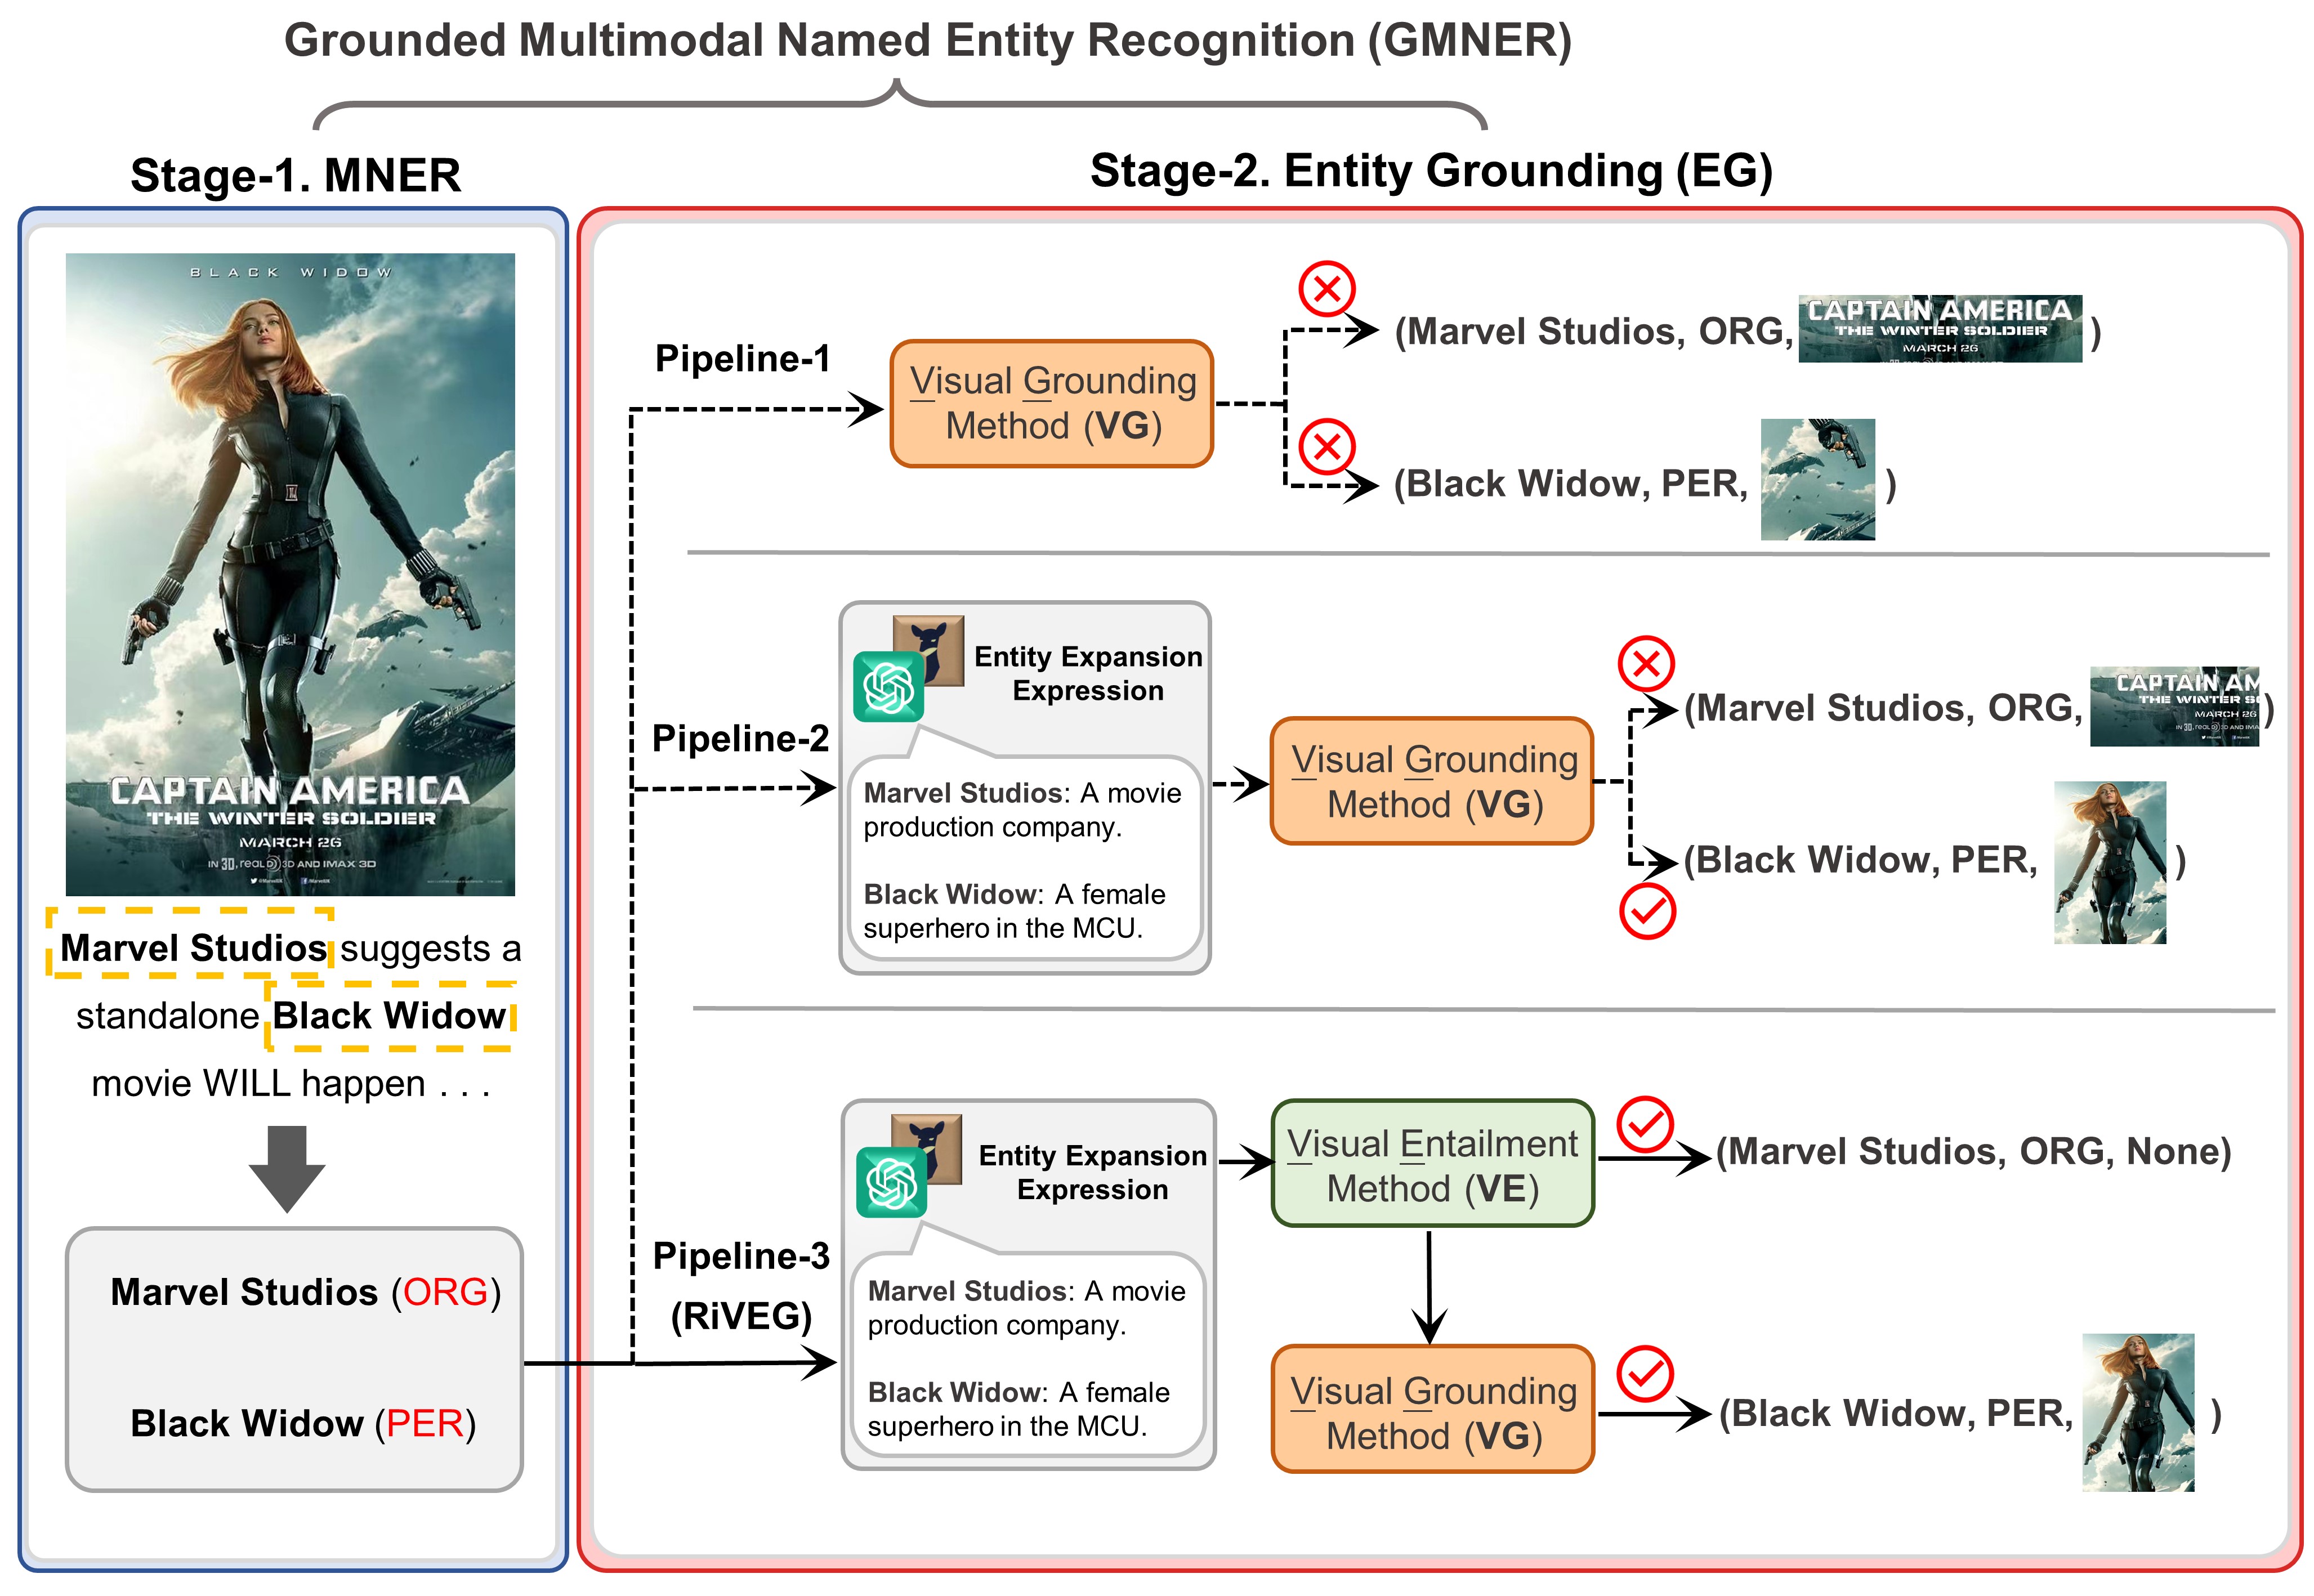 Grounded Multimodal Named Entity Recognition (GMNER)
Stage-1. MNER
BLACK WIDOW
CAPTAIN AMERICA
THE WINTER SOLDIER
MARCH 26
IN 3D, REAL D 3D AND IMAX 3D
Marvel Studios suggests a
standalone Black Widow
movie WILL happen . . .
Marvel Studios (ORG)
Black Widow (PER)
Stage-2. Entity Grounding (EG)
Pipeline-1
Visual Grounding
Method (VG)
(Marvel Studios, ORG, )
CAPTAIN AMERICA
THE WINTER SOLDIER
MARCH 26
(Black Widow, PER, )
Pipeline-2
Entity Expansion
Expression
Marvel Studios: A movie
production company.
Black Widow: A female
superhero in the MCU.
Visual Grounding
Method (VG)
(Marvel Studios, ORG, )
CAPTAIN AM
THE WINTER SO
MARCH 26
(Black Widow, PER, )
Pipeline-3
(RiVEG)
Entity Expansion
Expression
Marvel Studios: A movie
production company.
Black Widow: A female
superhero in the MCU.
Visual Entailment
Method (VE)
(Marvel Studios, ORG, None)
Visual Grounding
Method (VG)
(Black Widow, PER, )